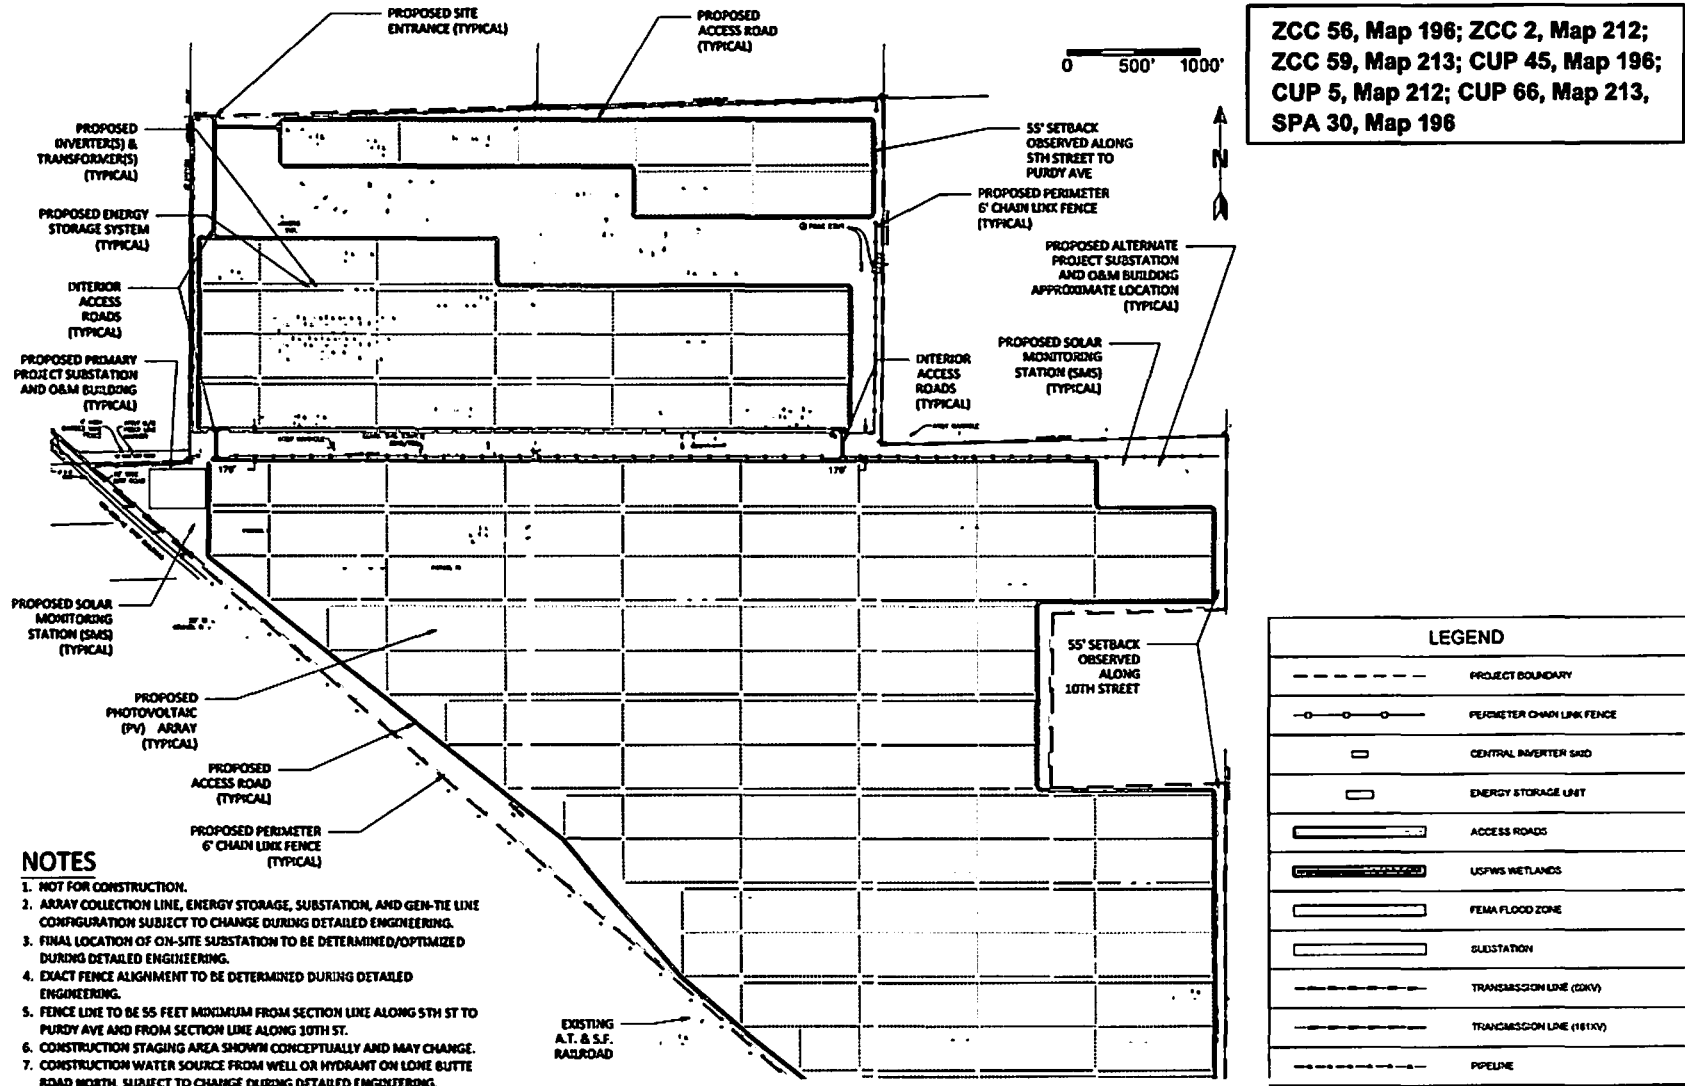 PROPOSED SITE
ENTRANCE (TYPICAL)
PROPOSED
ACCESS ROAD
(TYPICAL)
0 500' 1000'
ZCC 56, Map 196; ZCC 2, Map 212;
ZCC 59, Map 213; CUP 45, Map 196;
CUP 5, Map 212; CUP 66, Map 213,
SPA 30, Map 196
N
PROPOSED
INVERTER(S) &
TRANSFORMER(S)
(TYPICAL)
55' SETBACK
OBSERVED ALONG
5TH STREET TO
PURDY AVE
PROPOSED PERIMETER
6' CHAIN LINK FENCE
(TYPICAL)
PROPOSED ENERGY
STORAGE SYSTEM
(TYPICAL)
PROPOSED ALTERNATE
PROJECT SUBSTATION
AND O&M BUILDING
APPROXIMATE LOCATION
(TYPICAL)
INTERIOR
ACCESS
ROADS
(TYPICAL)
PROPOSED SOLAR
MONITORING
STATION (SMS)
(TYPICAL)
INTERIOR
ACCESS
ROADS
(TYPICAL)
PROPOSED PRIMARY
PROJECT SUBSTATION
AND O&M BUILDING
(TYPICAL)
170'
170'
PROPOSED SOLAR
MONITORING
STATION (SMS)
(TYPICAL)
55' SETBACK
OBSERVED
ALONG
10TH STREET
PROPOSED
PHOTOVOLTAIC
(PV) ARRAY
(TYPICAL)
PROPOSED
ACCESS ROAD
(TYPICAL)
PROPOSED PERIMETER
6' CHAIN LINK FENCE
(TYPICAL)
EXISTING
A.T. & S.F.
RAILROAD
NOTES
1. NOT FOR CONSTRUCTION.
2. ARRAY COLLECTION LINE, ENERGY STORAGE, SUBSTATION, AND GEN-TIE LINE
CONFIGURATION SUBJECT TO CHANGE DURING DETAILED ENGINEERING.
3. FINAL LOCATION OF ON-SITE SUBSTATION TO BE DETERMINED/OPTIMIZED
DURING DETAILED ENGINEERING.
4. EXACT FENCE ALIGNMENT TO BE DETERMINED DURING DETAILED
ENGINEERING.
5. FENCE LINE TO BE 55 FEET MINIMUM FROM SECTION LINE ALONG 5TH ST TO
PURDY AVE AND FROM SECTION LINE ALONG 10TH ST.
6. CONSTRUCTION STAGING AREA SHOWN CONCEPTUALLY AND MAY CHANGE.
7. CONSTRUCTION WATER SOURCE FROM WELL OR HYDRANT ON LONE BUTTE
ROAD NORTH, SUBJECT TO CHANGE DURING DETAILED ENGINEERING.
LEGEND
PROJECT BOUNDARY
PERIMETER CHAIN LINK FENCE
CENTRAL INVERTER SKID
ENERGY STORAGE UNIT
ACCESS ROADS
USFWS WETLANDS
FEMA FLOOD ZONE
SUBSTATION
TRANSMISSION LINE
TRANSMISSION LINE
PIPELINE